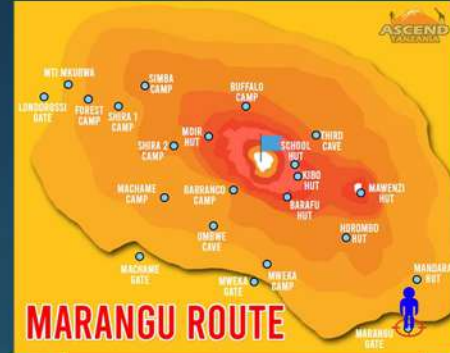 ASCEND
TANZANIA
MTI MKUBWA
SIMBA
CAMP
LONDOROSSI
GATE
FOREST
CAMP
SHIRA 1
CAMP
BUFFALO
CAMP
MOIR
HUT
SHIRA 2
CAMP
SCHOOL
HUT
THIRD
CAVE
KIBO
HUT
MACHAME
CAMP
BARRANCO
CAMP
BARAFU
HUT
MAWENZI
HUT
UMBWE
CAVE
HOROMBO
HUT
MACHAME
GATE
MWEKA
GATE
MWEKA
CAMP
MANDARA
HUT
MARANGU ROUTE
MARANGU
GATE